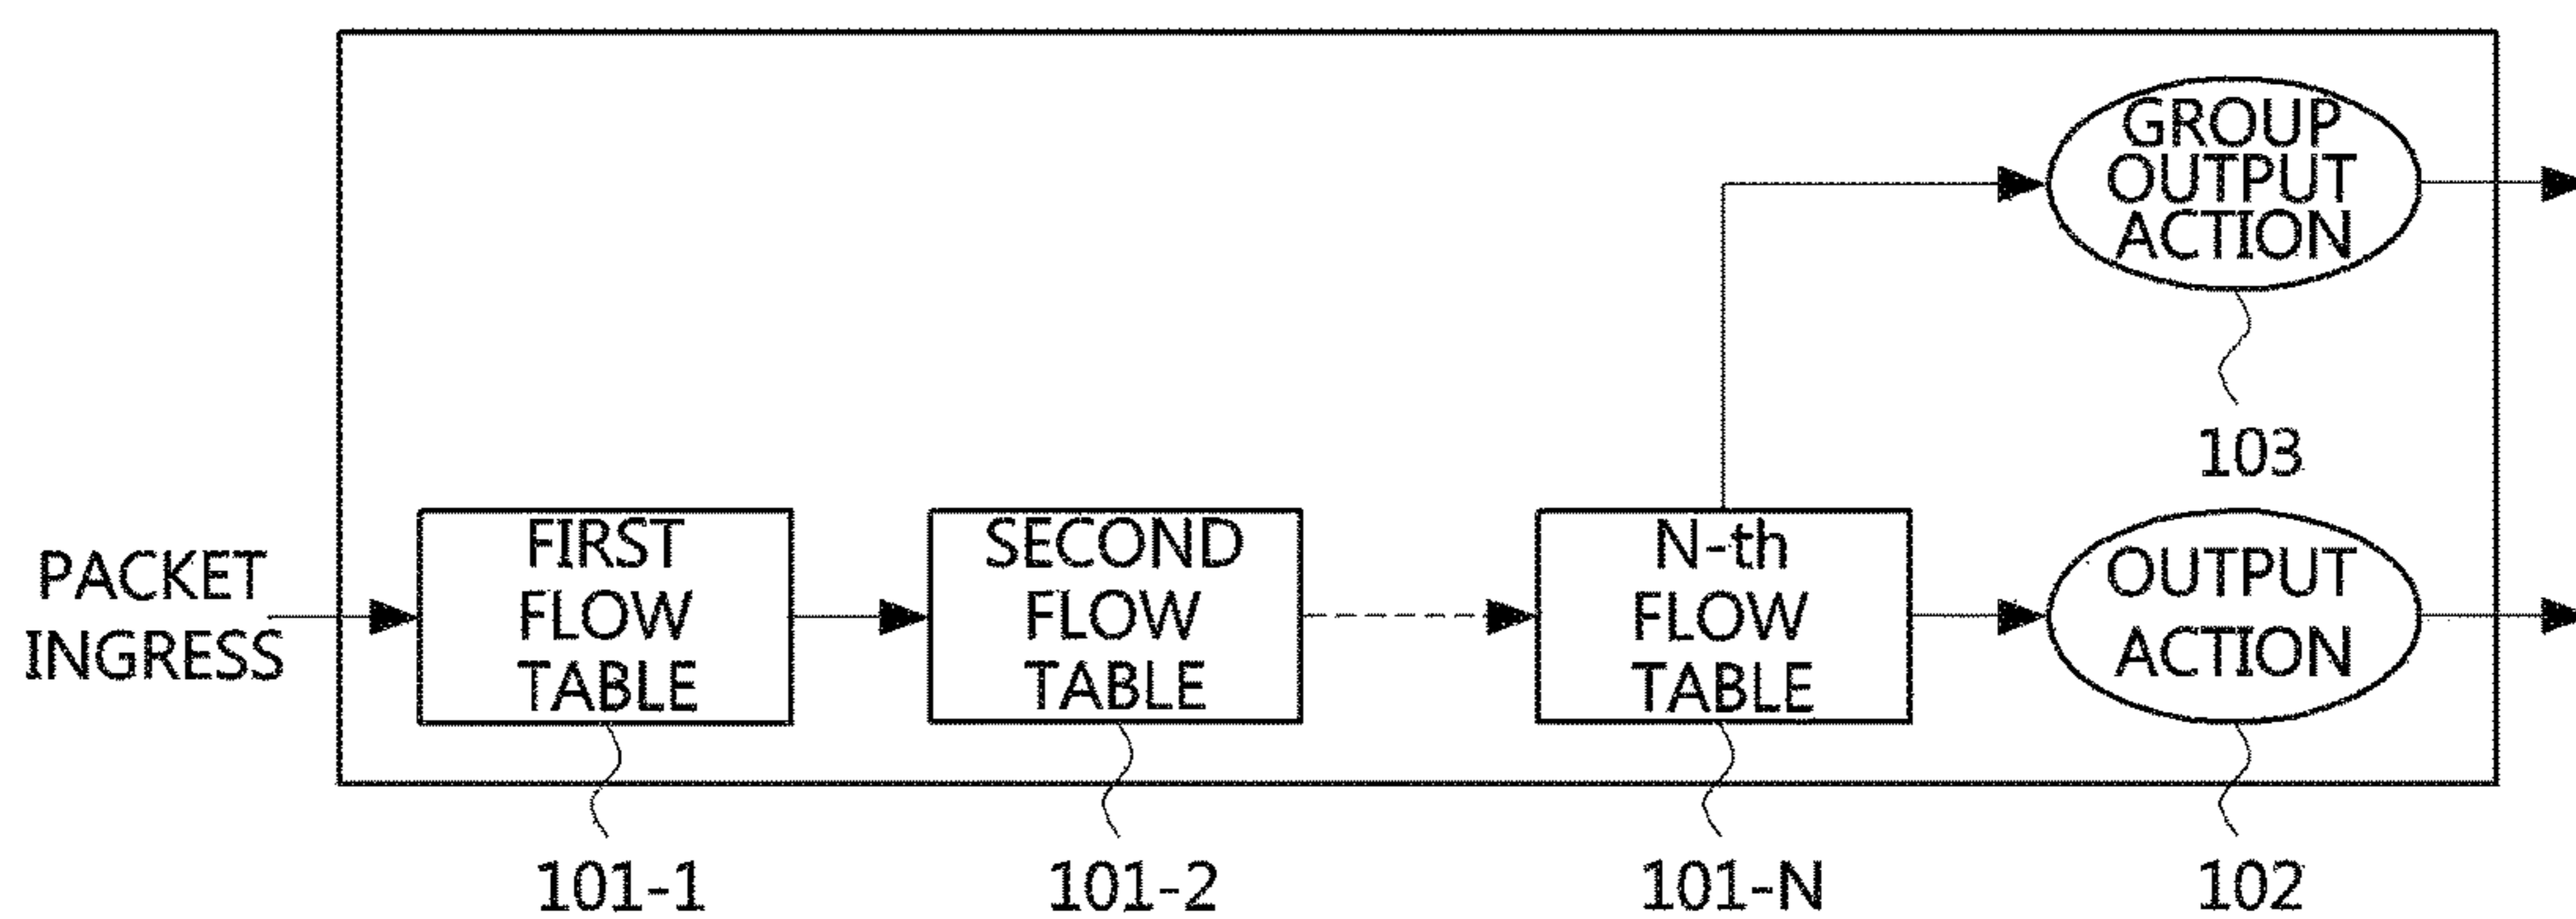 GROUP
OUTPUT
ACTION
103
PACKET
INGRESS
FIRST
FLOW
TABLE
SECOND
FLOW
TABLE
N-th
FLOW
TABLE
OUTPUT
ACTION
101-1
101-2
101-N
102